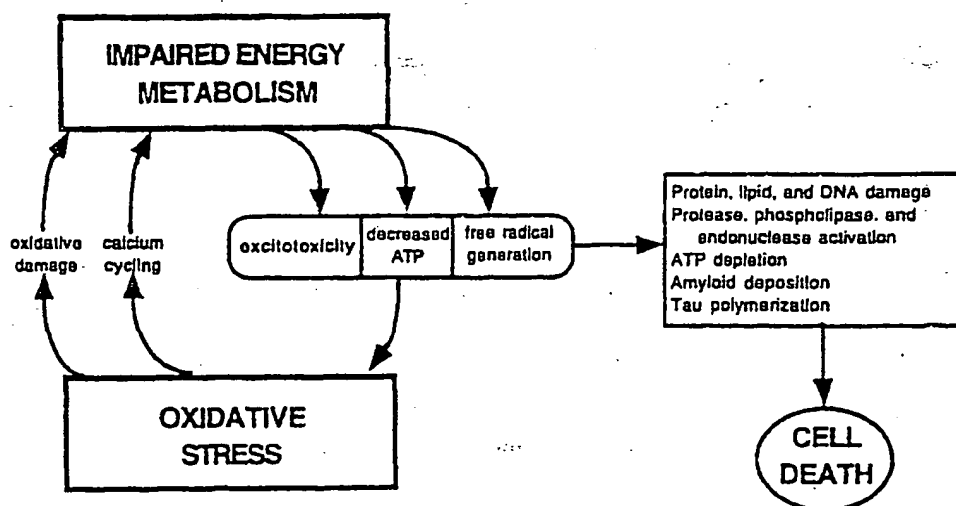 IMPAIRED ENERGY
METABOLISM
oxidative
damage
calcium
cycling
excitotoxicity
decreased
ATP
free radical
generation
Protein, lipid, and DNA damage
Protease, phospholipase, and
endonuclease activation
ATP depletion
Amyloid deposition
Tau polymerization
OXIDATIVE
STRESS
CELL
DEATH